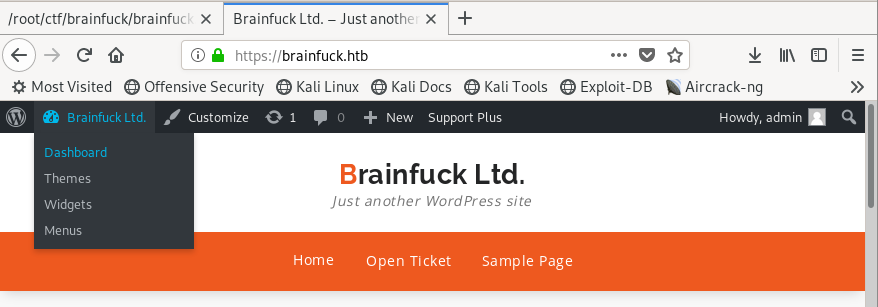 /root/ctf/brainfuck/brainfuck
Brainfuck Ltd. – Just another
https://brainfuck.htb
Most Visited Offensive Security Kali Linux Kali Docs Kali Tools Exploit-DB Aircrack-ng
Brainfuck Ltd. Customize 1 0 New Support Plus Howdy, admin
Dashboard
Themes
Widgets
Menus
Brainfuck Ltd.
Just another WordPress site
Home Open Ticket Sample Page